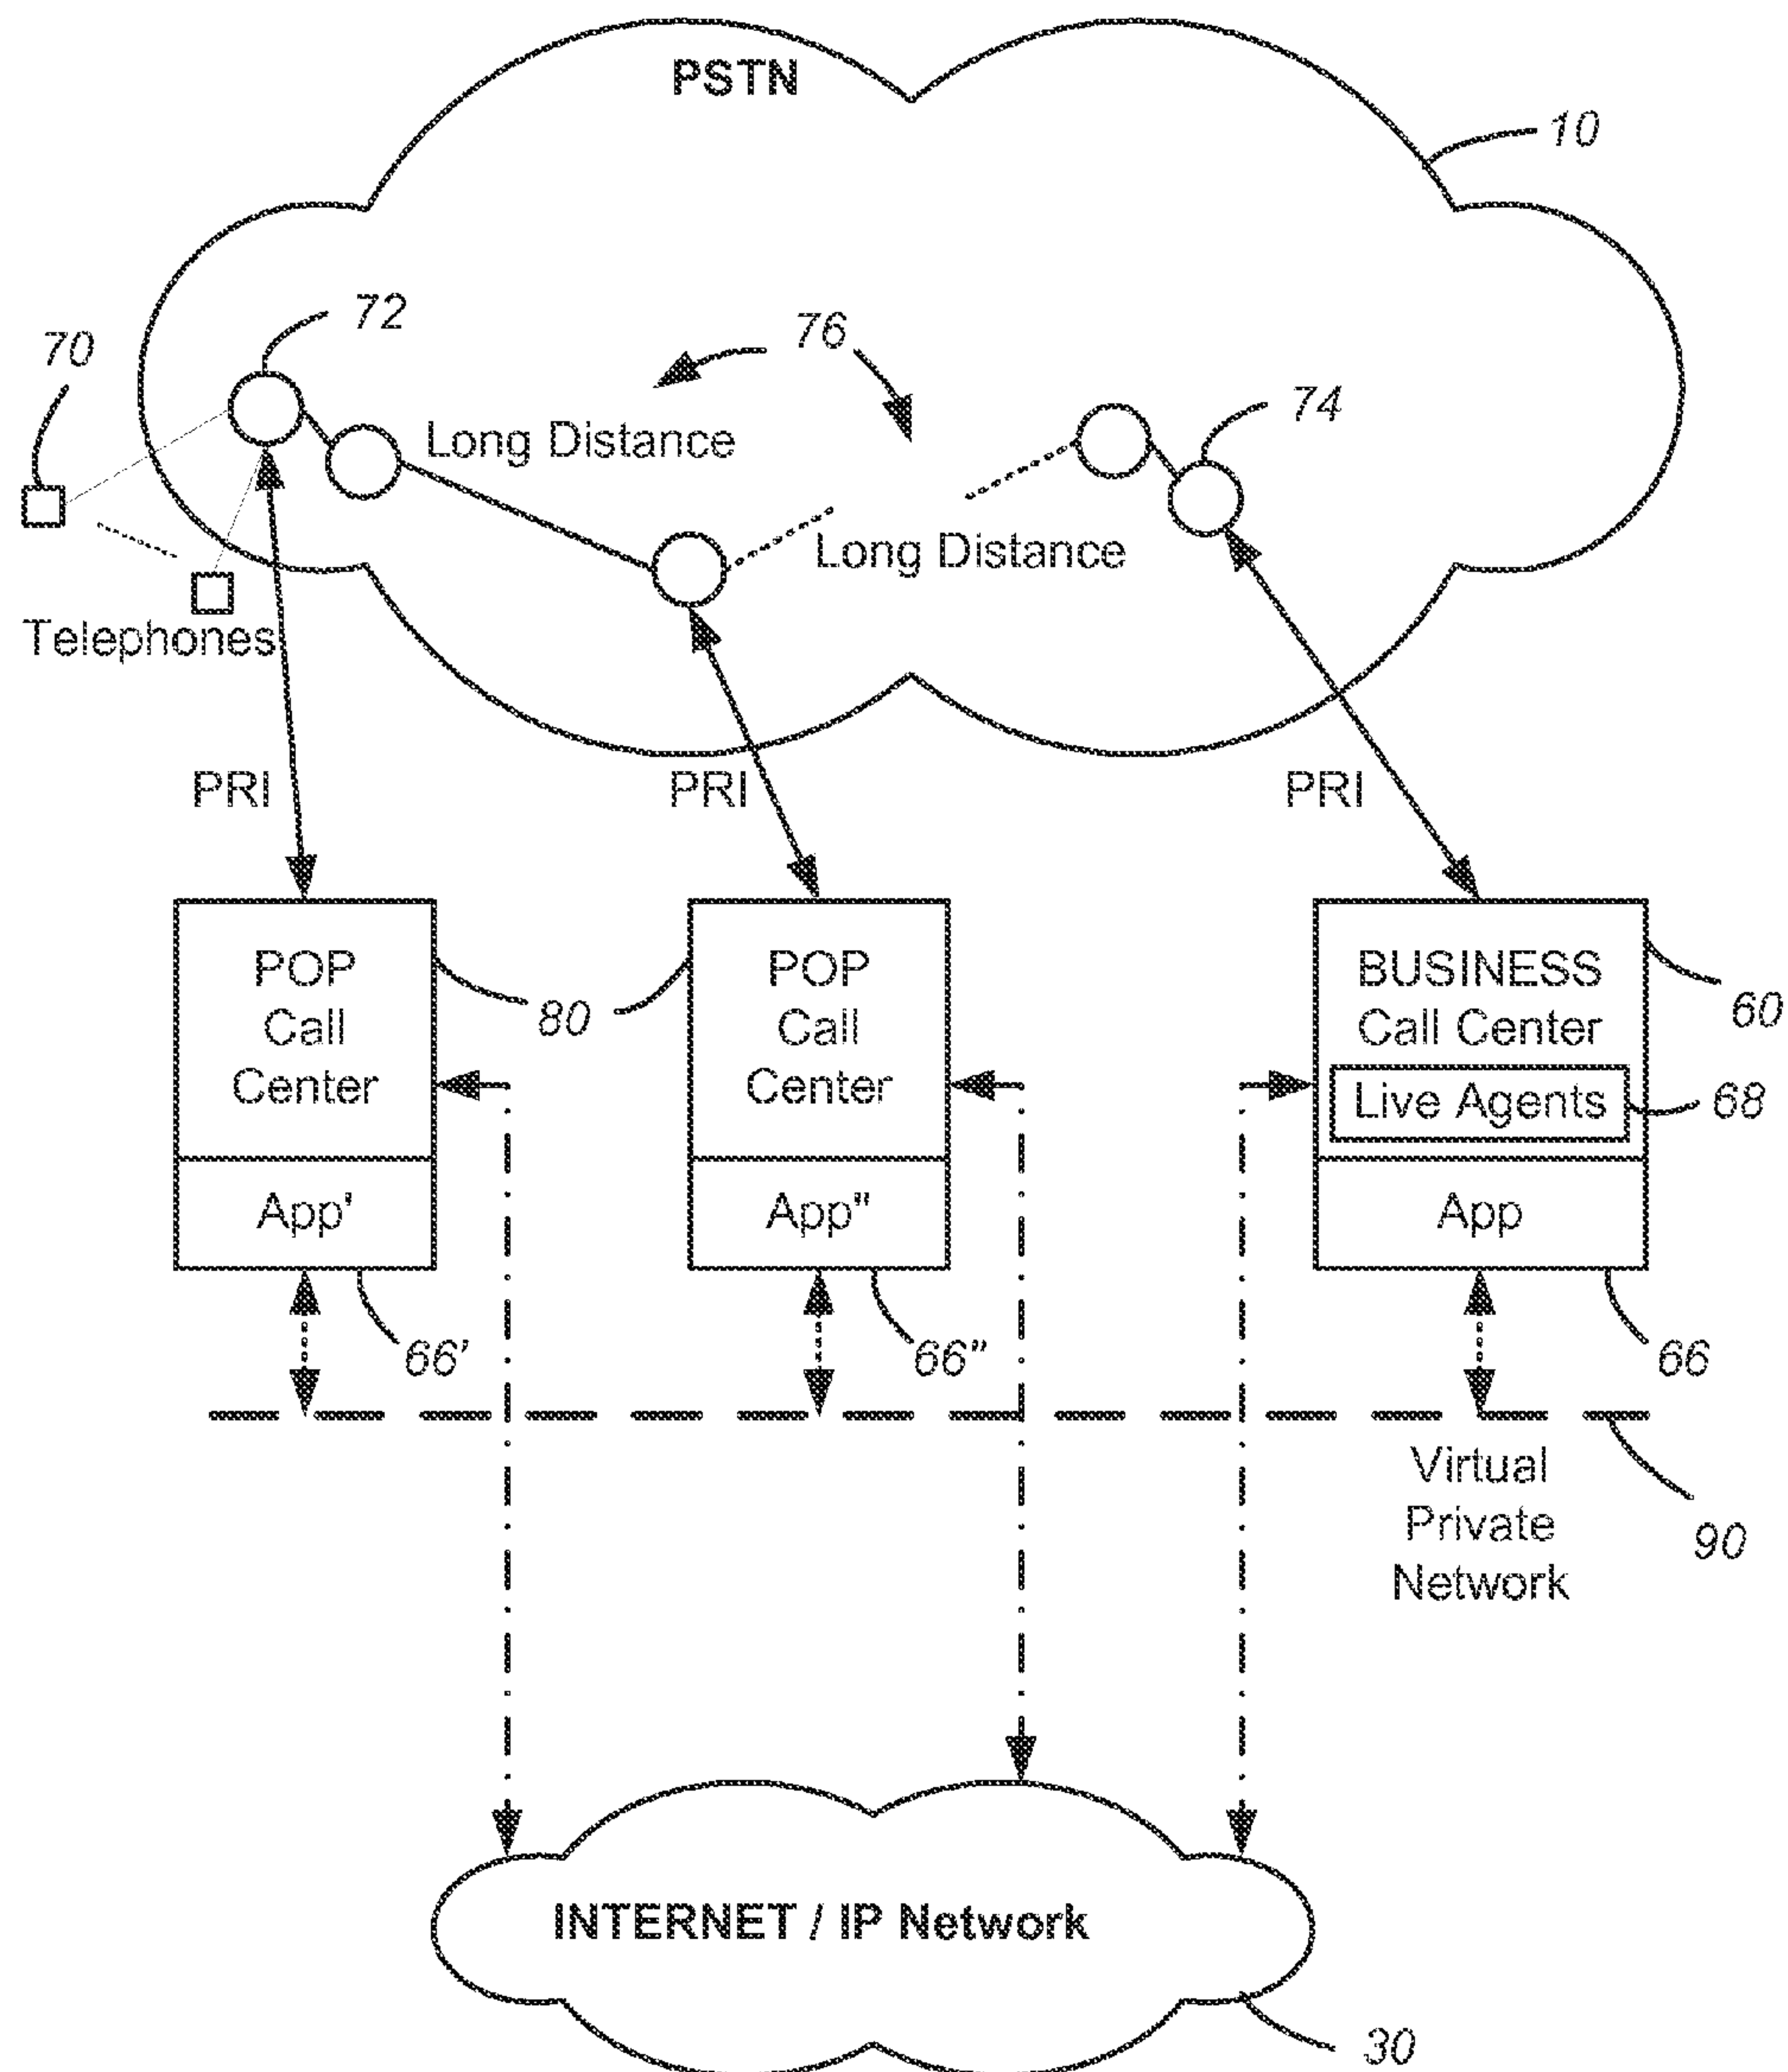 PSTN
10
72
76
70
74
Long Distance
Long Distance
Telephones
PRI
PRI
PRI
POP
Call
Center
POP
Call
Center
BUSINESS
Call Center
Live Agents
80
60
68
App'
App"
App
66'
66"
66
Virtual
Private
Network
90
INTERNET / IP Network
30